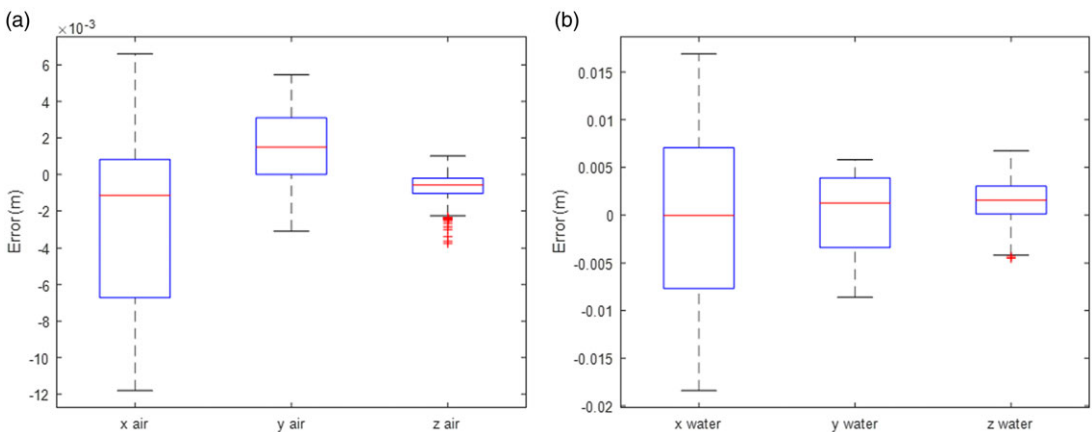 (a)
×10⁻³
6
4
2
0
-2
-4
-6
-8
-10
-12
Error (m)
x air
y air
z air
(b)
0.015
0.01
0.005
0
-0.005
-0.01
-0.015
-0.02
Error (m)
x water
y water
z water